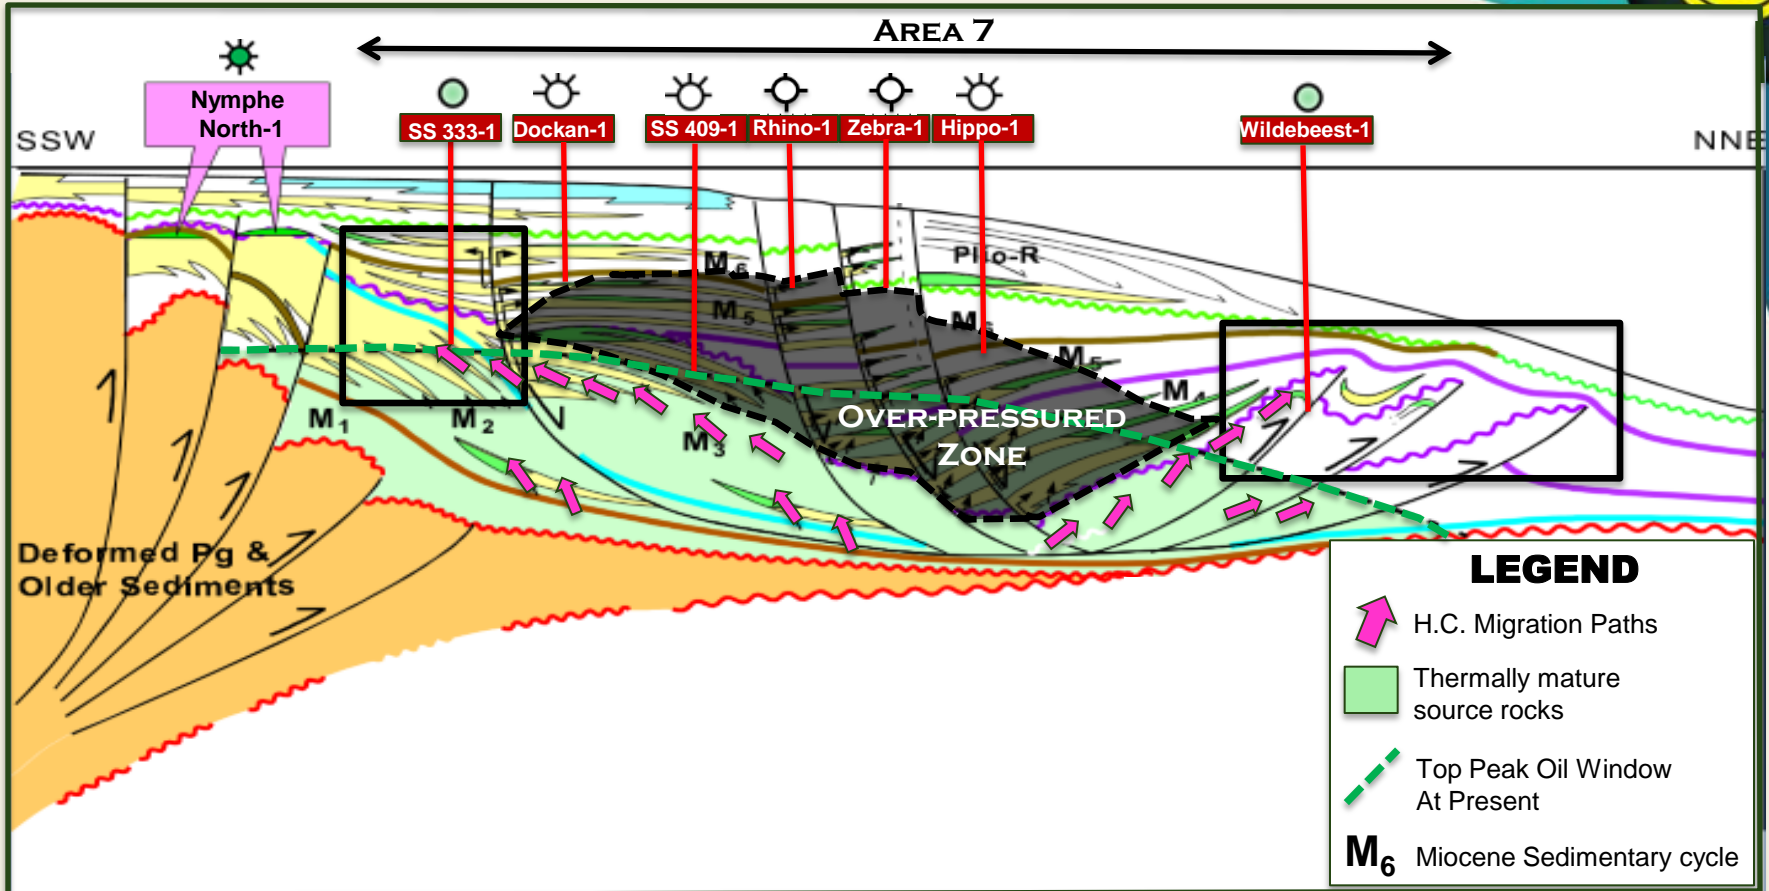 AREA 7
Nymphe
North-1
SS 333-1
Dockan-1
SS 409-1
Rhino-1
Zebra-1
Hippo-1
Wildebeest-1
SSW
NNE
Plio-R
M6
M5
M6
M5
M4
M1
M2
M3
OVER-PRESSURED
ZONE
Deformed Pg &
Older Sediments
LEGEND
H.C. Migration Paths
Thermally mature
source rocks
Top Peak Oil Window
At Present
M6 Miocene Sedimentary cycle